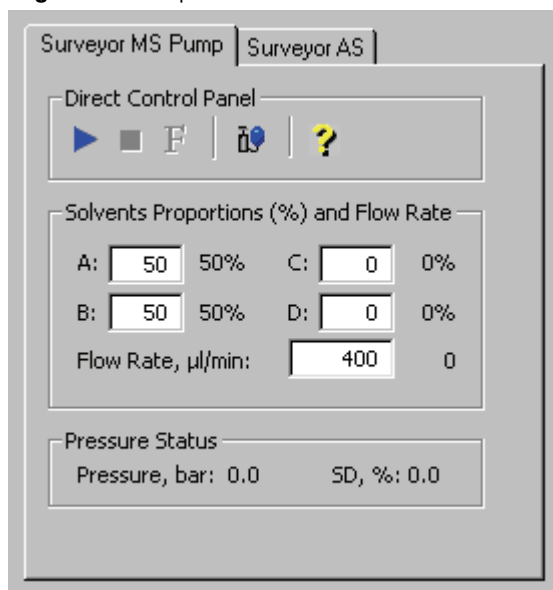 Surveyor MS Pump Surveyor AS
Direct Control Panel
F ?
Solvents Proportions (%) and Flow Rate
A: 50 50% C: 0 0%
B: 50 50% D: 0 0%
Flow Rate, µl/min: 400 0
Pressure Status
Pressure, bar: 0.0 SD, %: 0.0